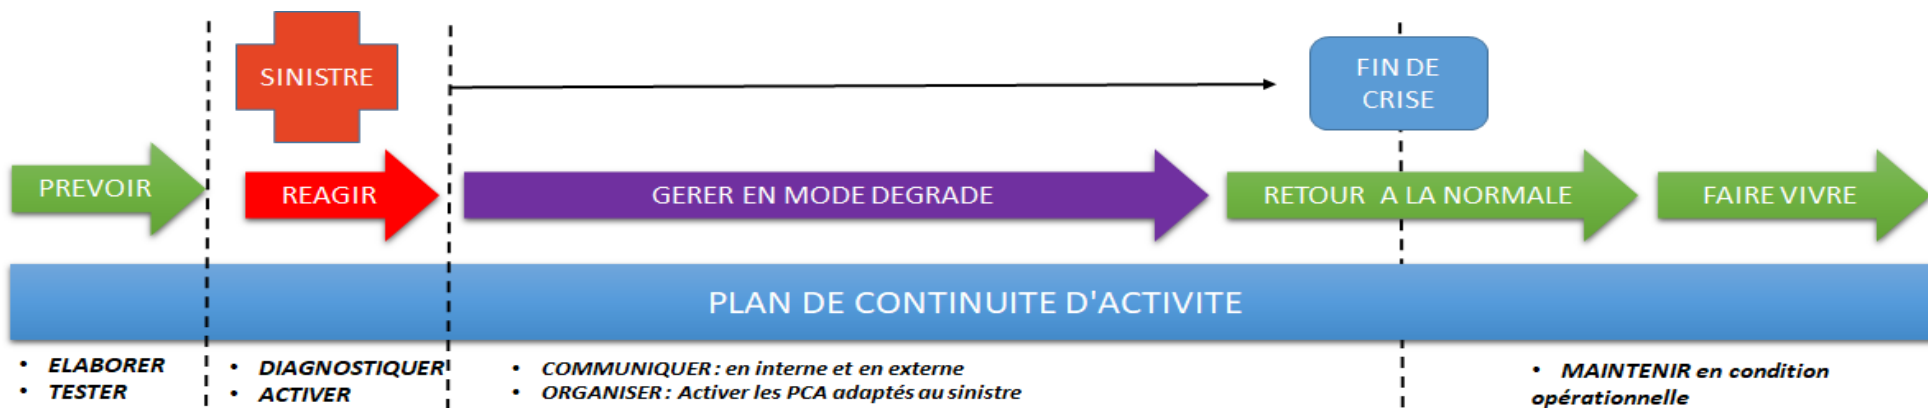 SINISTRE
FIN DE
CRISE
PREVOIR
REAGIR
GERER EN MODE DEGRADE
RETOUR A LA NORMALE
FAIRE VIVRE
PLAN DE CONTINUITE D'ACTIVITE
• ELABORER
• TESTER
• DIAGNOSTIQUER
• ACTIVER
• COMMUNIQUER : en interne et en externe
• ORGANISER : Activer les PCA adaptés au sinistre
• MAINTENIR en condition
opérationnelle